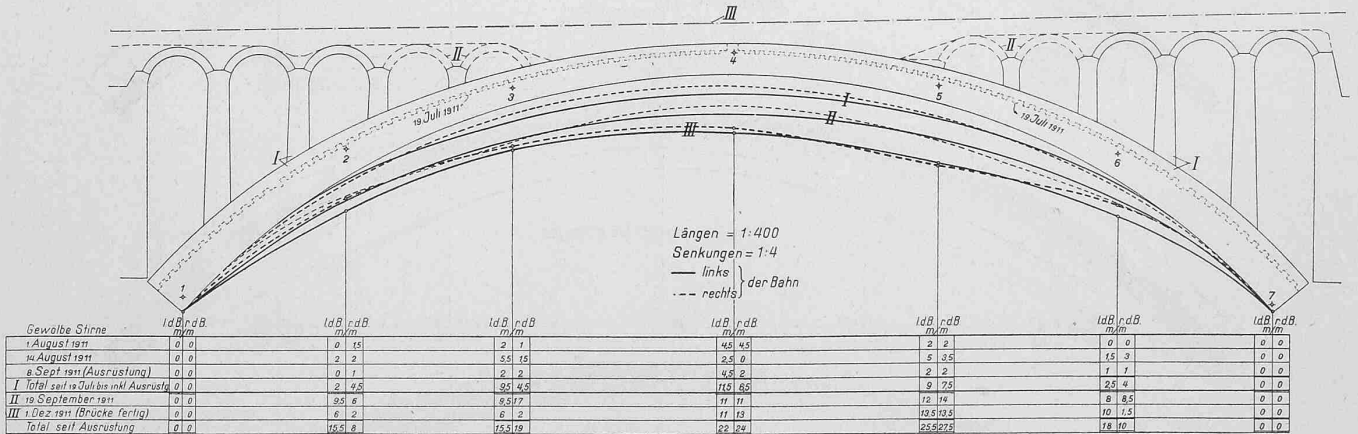 III
II
II
4
3
5
19 Juli 1911
19 Juli 1911
I
II
III
2
6
I
I
Längen = 1:400
Senkungen = 1:4
links
rechts } der Bahn
1
7
Gewölbe Stirne l.d.B. r.d.B. m/m l.d.B. r.d.B. m/m l.d.B. r.d.B. m/m l.d.B. r.d.B. m/m l.d.B. r.d.B. m/m l.d.B. r.d.B. m/m l.d.B. r.d.B. m/m
1. August 1911 0 0 0 1,5 2 1 4,5 4,5 2 2 0 0 0 0
14. August 1911 0 0 2 2 5,5 1,5 2,5 0 5 3,5 1,5 3 0 0
8. Sept 1911 (Ausrüstung) 0 0 0 1 2 2 4,5 2 2 2 1 1 0 0
I Total seit 19 Juli bis inkl Ausrüstg 0 0 2 4,5 9,5 4,5 11,5 6,5 9 7,5 2,5 4 0 0
II 19 September 1911 0 0 9,5 6 9,5 17 11 11 12 14 8 8,5 0 0
III 1. Dez. 1911 (Brücke fertig) 0 0 6 2 6 2 11 13 13,5 13,5 10 1,5 0 0
Total seit Ausrüstung 0 0 15,5 8 15,5 19 22 24 25,5 27,5 18 10 0 0